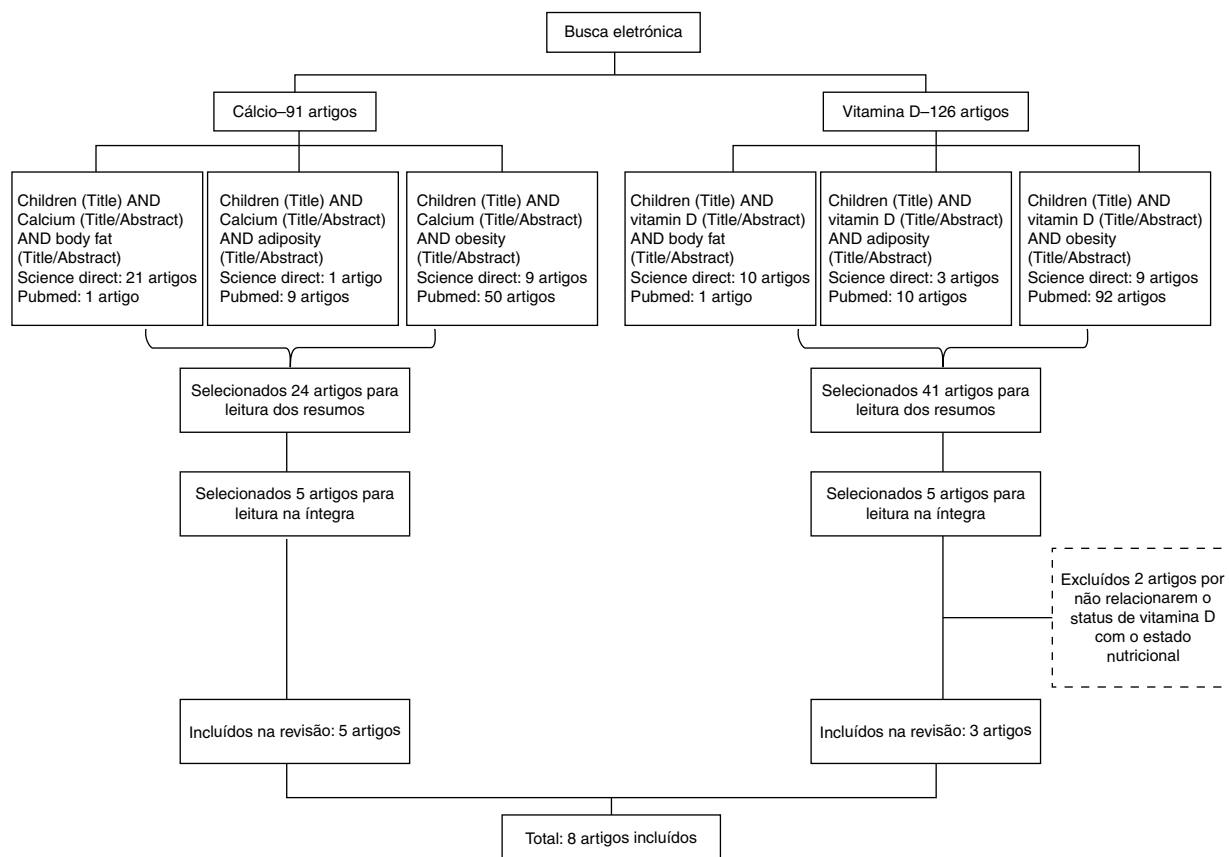 Busca eletrónica
Cálcio–91 artigos
Vitamina D–126 artigos
Children (Title) AND
Calcium (Title/Abstract)
AND body fat
(Title/Abstract)
Science direct: 21 artigos
Pubmed: 1 artigo
Children (Title) AND
Calcium (Title/Abstract)
AND adiposity
(Title/Abstract)
Science direct: 1 artigo
Pubmed: 9 artigos
Children (Title) AND
Calcium (Title/Abstract)
AND obesity
(Title/Abstract)
Science direct: 9 artigos
Pubmed: 50 artigos
Children (Title) AND
vitamin D (Title/Abstract)
AND body fat
(Title/Abstract)
Science direct: 10 artigos
Pubmed: 1 artigo
Children (Title) AND
vitamin D (Title/Abstract)
AND adiposity
(Title/Abstract)
Science direct: 3 artigos
Pubmed: 10 artigos
Children (Title) AND
vitamin D (Title/Abstract)
AND obesity
(Title/Abstract)
Science direct: 9 artigos
Pubmed: 92 artigos
Selecionados 24 artigos para
leitura dos resumos
Selecionados 41 artigos para
leitura dos resumos
Selecionados 5 artigos para
leitura na íntegra
Selecionados 5 artigos para
leitura na íntegra
Excluídos 2 artigos por
não relacionarem o
status de vitamina D
com o estado
nutricional
Incluídos na revisão: 5 artigos
Incluídos na revisão: 3 artigos
Total: 8 artigos incluídos